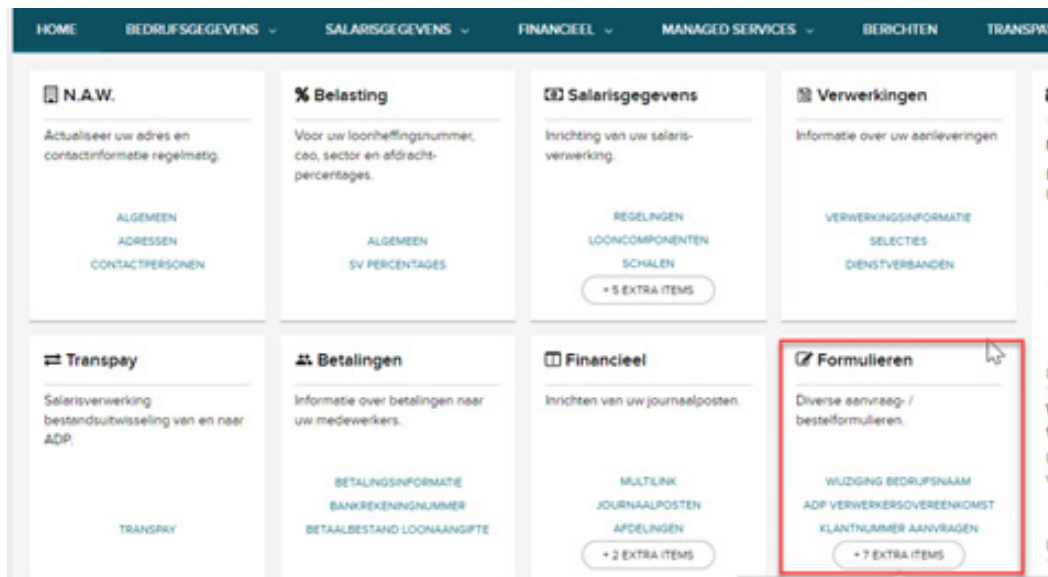 HOME BEDRIJFSGEGEVENS SALARISGEGEVENS FINANCIEEL MANAGED SERVICES BERICHTEN TRANSPA
N.A.W.
Actualiseer uw adres en
contactinformatie regelmatig.
ALGEMEEN
ADRESSEN
CONTACTPERSONEN
% Belasting
Voor uw loonheffingsnummer,
cao, sector en afdracht-
percentages.
ALGEMEEN
SV PERCENTAGES
Salarisgegevens
Inrichting van uw salaris-
verwerking.
REGELINGEN
LOONCOMPONENTEN
SCHALEN
+ 5 EXTRA ITEMS
Verwerkingen
Informatie over uw aanleveringen
VERWERKINGSINFORMATIE
SELECTIES
DIENSTVERBANDEN
Transpay
Salarisverwerking
bestandsuitwisseling van en naar
ADP.
TRANSPAY
Betalingen
Informatie over betalingen naar
uw medewerkers.
BETALINGSINFORMATIE
BANKREKENINGNUMMER
BETAALBESTAND LOONAANGIFTE
Financieel
Inrichten van uw journaalposten.
MULTILINK
JOURNAALPOSTEN
AFDELINGEN
+ 2 EXTRA ITEMS
Formulieren
Diverse aanvraag- /
bestelformulieren.
WIJZIGING BEDRIJFSNAAM
ADP VERWERKERSOVEREENKOMST
KLANTNUMMER AANVRAGEN
+ 7 EXTRA ITEMS